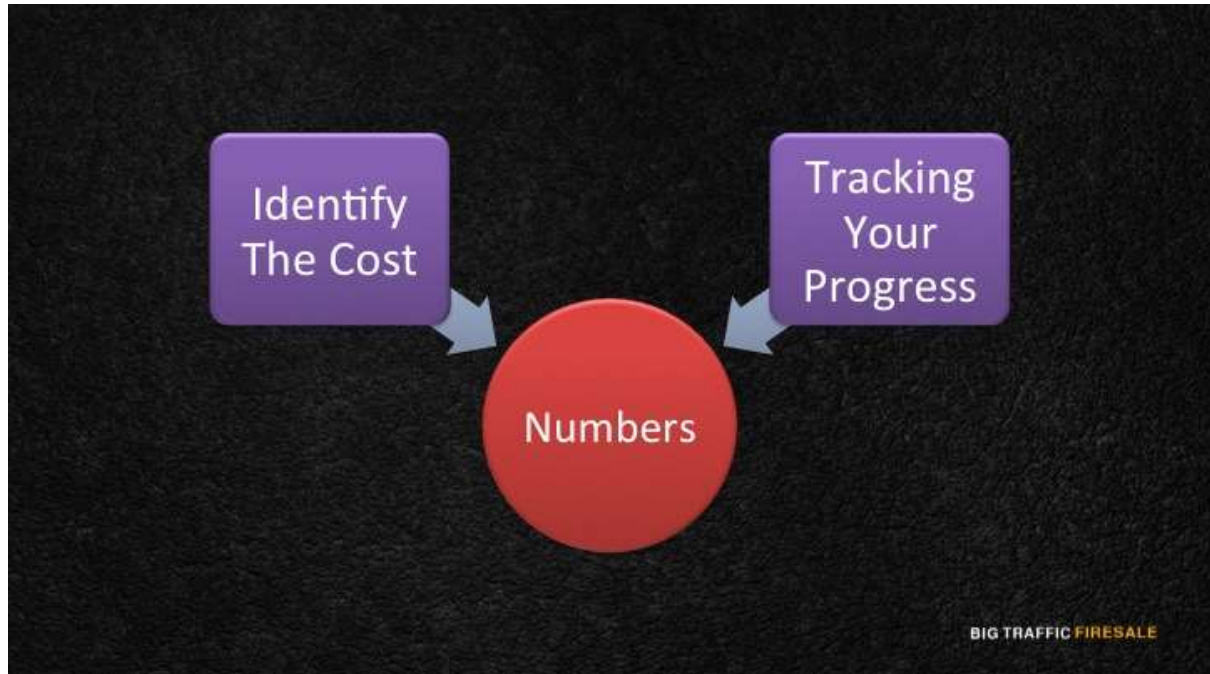 Identify
The Cost
Tracking
Your
Progress
Numbers
BIG TRAFFIC FIRESALE